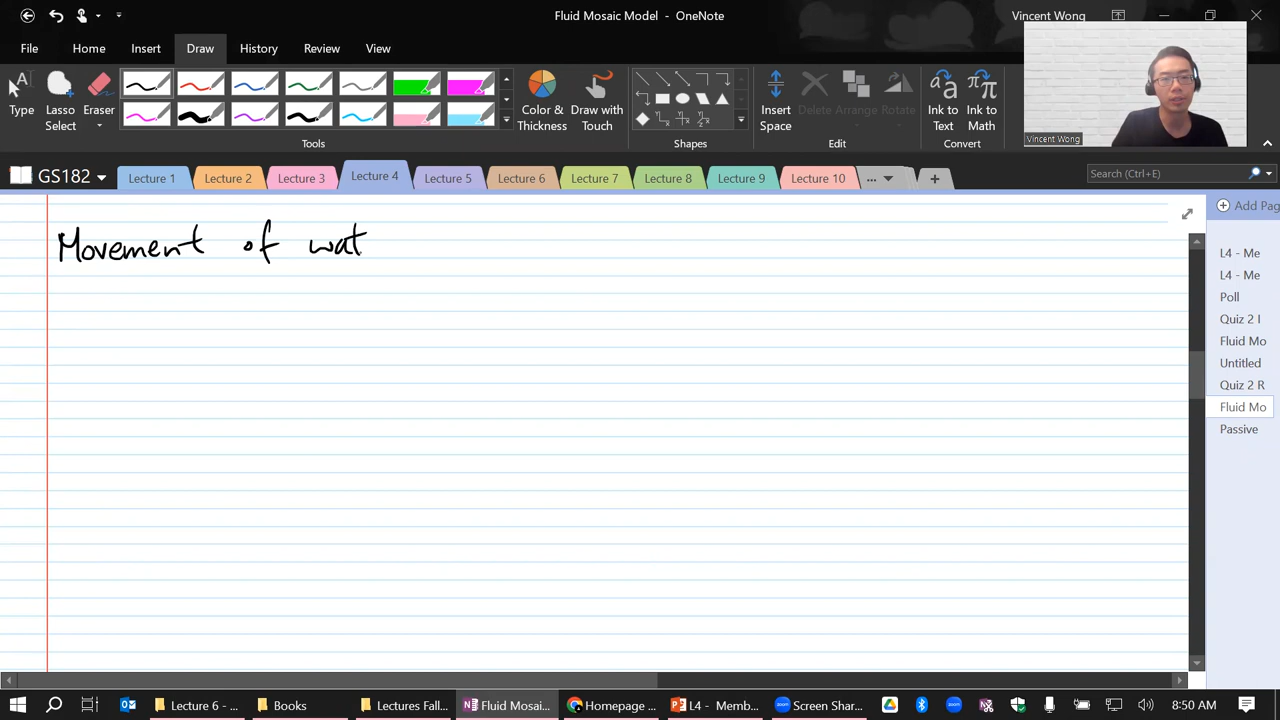 Fluid Mosaic Model - OneNote
Vincent Wong
File Home Insert Draw History Review View
Type
Lasso Select
Eraser
Color & Thickness
Draw with Touch
Insert Space
Delete Arrange Rotate
Ink to Text
Ink to Math
Tools
Shapes
Edit
Convert
Vincent Wong
GS182
Lecture 1 Lecture 2 Lecture 3 Lecture 4 Lecture 5 Lecture 6 Lecture 7 Lecture 8 Lecture 9 Lecture 10 ...
Search (Ctrl+E)
Movement of wat
Add Pag
L4 - Me
L4 - Me
Poll
Quiz 2 I
Fluid Mo
Untitled
Quiz 2 R
Fluid Mo
Passive
Lecture 6 - ...
Books
Lectures Fall...
Fluid Mosaic...
Homepage ...
L4 - Memb...
Screen Shar...
8:50 AM